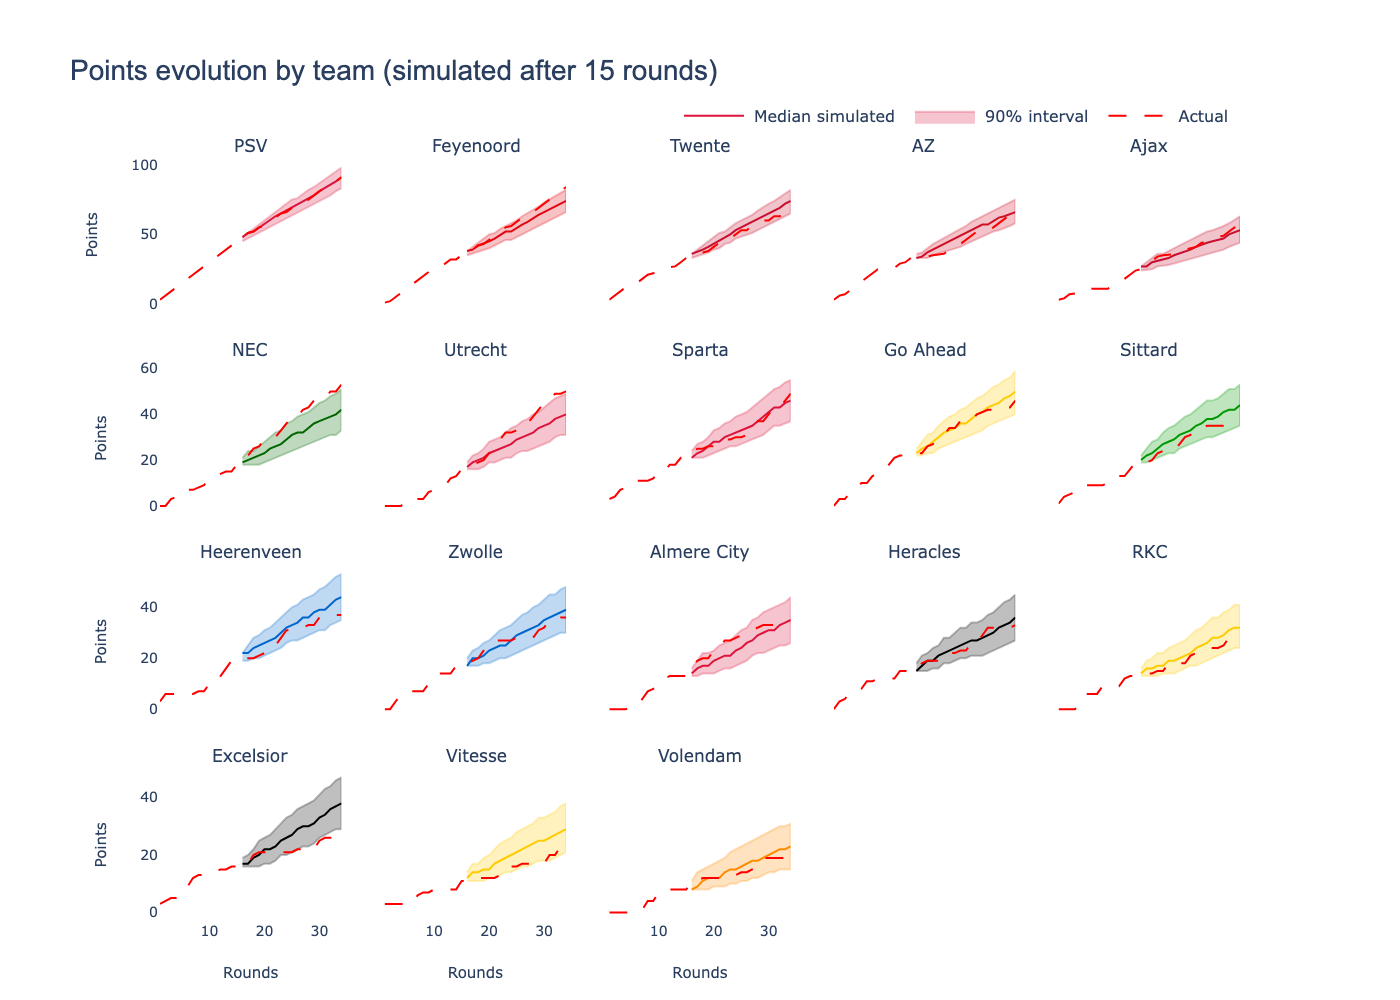 Points evolution by team (simulated after 15 rounds)
Median simulated 90% interval Actual
PSV Feyenoord Twente AZ Ajax
100
50
0
Points
NEC Utrecht Sparta Go Ahead Sittard
60
40
20
0
Points
Heerenveen Zwolle Almere City Heracles RKC
40
20
0
Points
Excelsior Vitesse Volendam
40
20
0
Points
10 20 30 10 20 30 10 20 30
Rounds Rounds Rounds